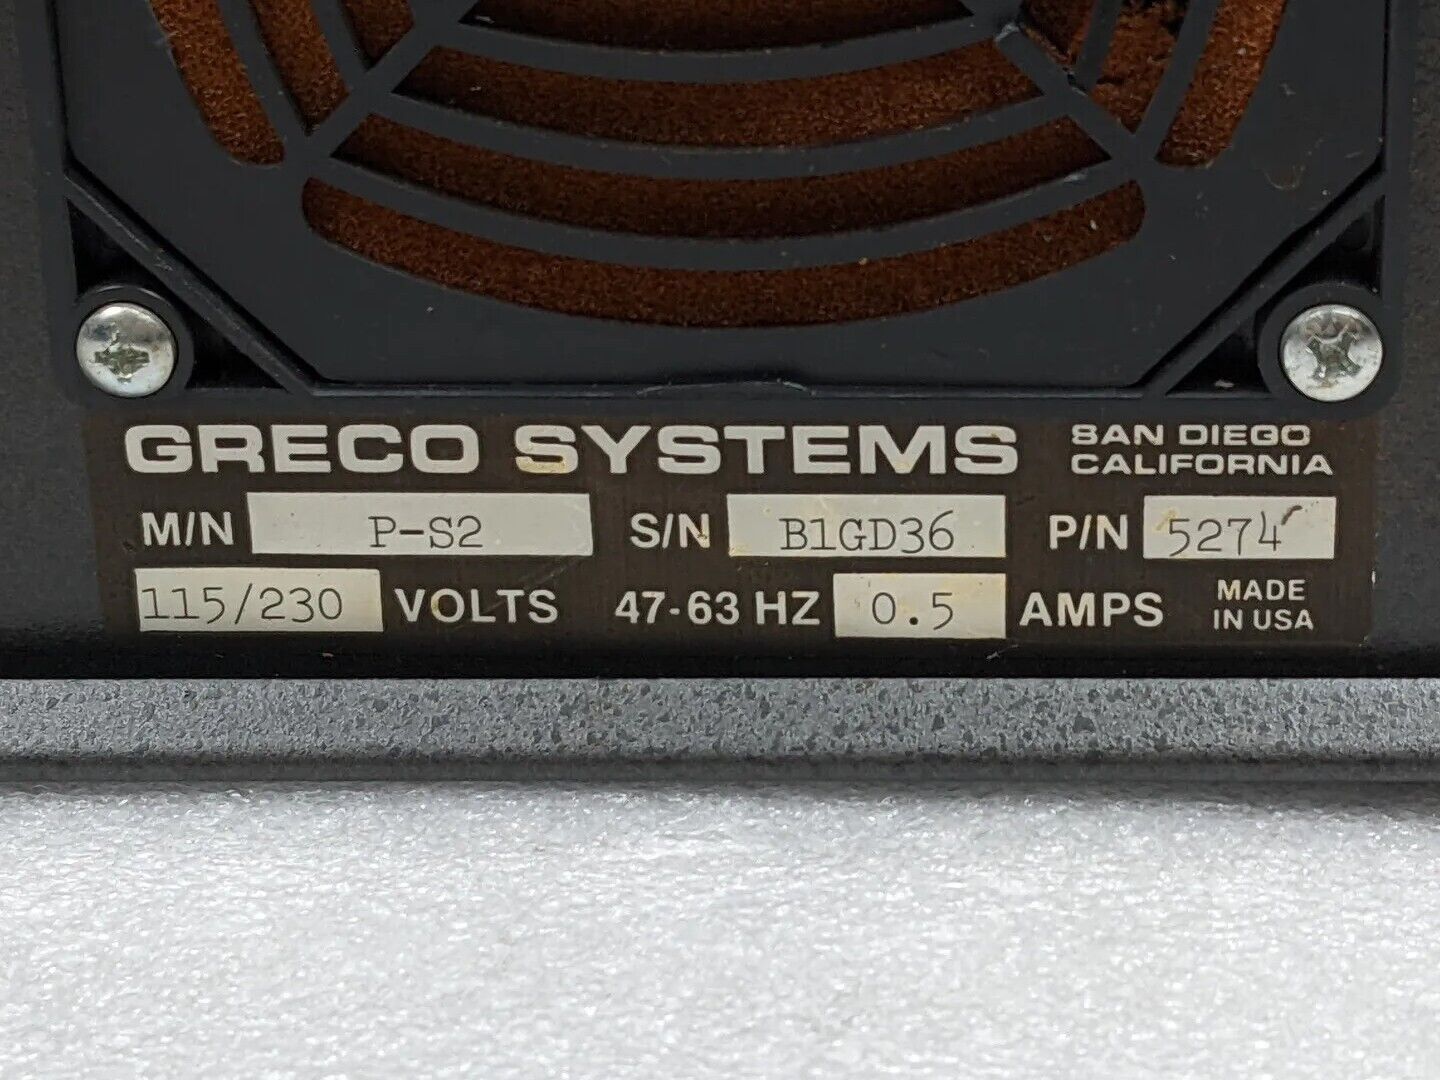 GRECO SYSTEMS SAN DIEGO
CALIFORNIA
M/N P-S2 S/N B1GD36 P/N 5274
115/230 VOLTS 47-63 HZ 0.5 AMPS MADE
IN USA